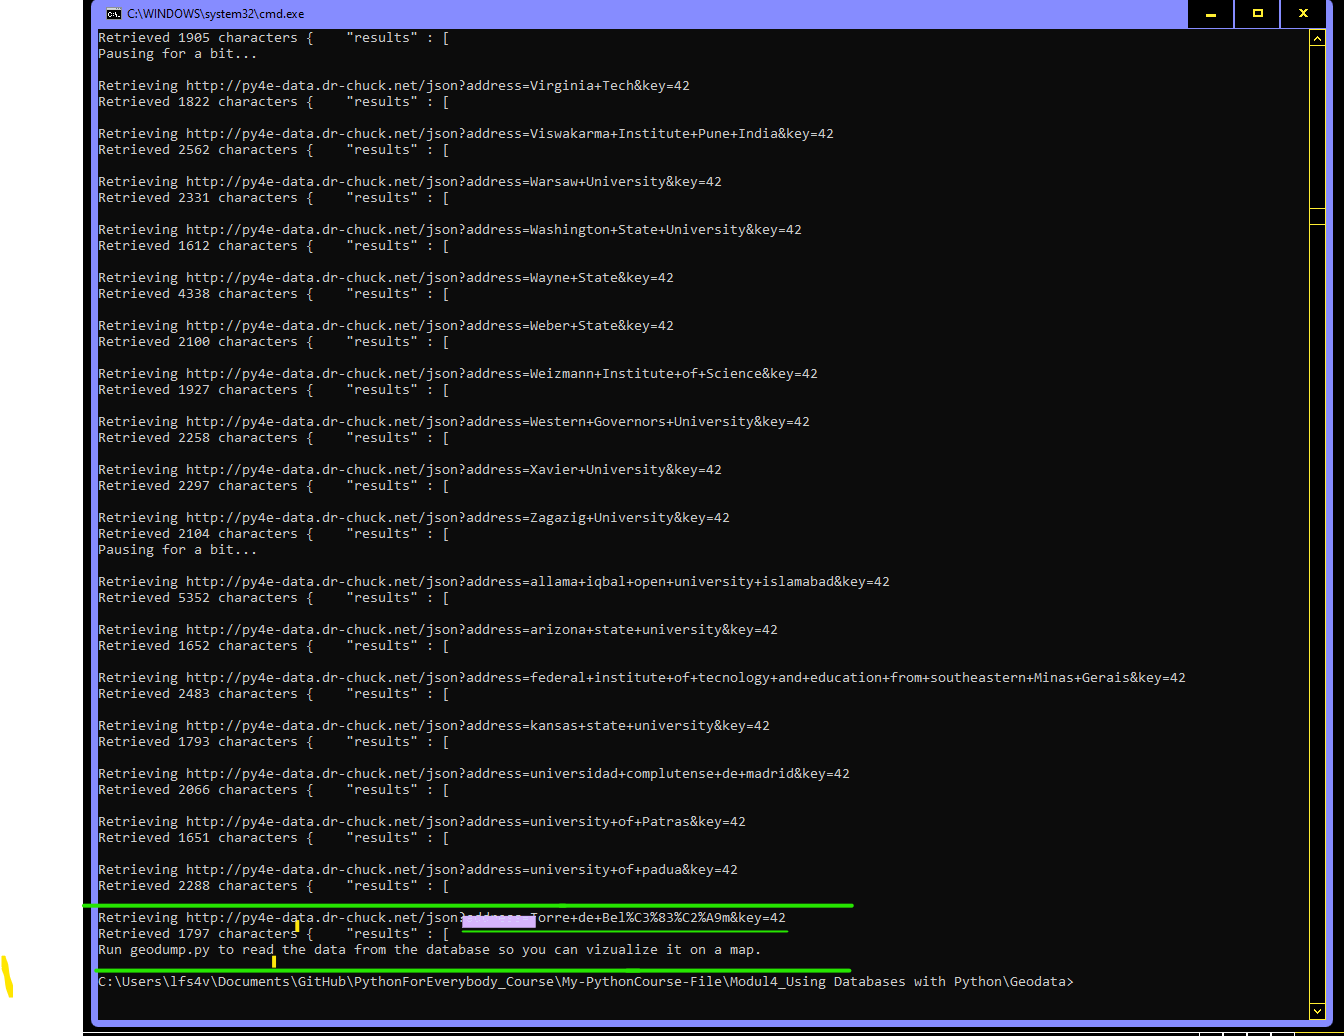 C:\WINDOWS\system32\cmd.exe
Retrieved 1905 characters {    "results" : [
Pausing for a bit...
Retrieving http://py4e-data.dr-chuck.net/json?address=Virginia+Tech&key=42
Retrieved 1822 characters {    "results" : [
Retrieving http://py4e-data.dr-chuck.net/json?address=Viswakarma+Institute+Pune+India&key=42
Retrieved 2562 characters {    "results" : [
Retrieving http://py4e-data.dr-chuck.net/json?address=Warsaw+University&key=42
Retrieved 2331 characters {    "results" : [
Retrieving http://py4e-data.dr-chuck.net/json?address=Washington+State+University&key=42
Retrieved 1612 characters {    "results" : [
Retrieving http://py4e-data.dr-chuck.net/json?address=Wayne+State&key=42
Retrieved 4338 characters {    "results" : [
Retrieving http://py4e-data.dr-chuck.net/json?address=Weber+State&key=42
Retrieved 2100 characters {    "results" : [
Retrieving http://py4e-data.dr-chuck.net/json?address=Weizmann+Institute+of+Science&key=42
Retrieved 1927 characters {    "results" : [
Retrieving http://py4e-data.dr-chuck.net/json?address=Western+Governors+University&key=42
Retrieved 2258 characters {    "results" : [
Retrieving http://py4e-data.dr-chuck.net/json?address=Xavier+University&key=42
Retrieved 2297 characters {    "results" : [
Retrieving http://py4e-data.dr-chuck.net/json?address=Zagazig+University&key=42
Retrieved 2104 characters {    "results" : [
Pausing for a bit...
Retrieving http://py4e-data.dr-chuck.net/json?address=allama+iqbal+open+university+islamabad&key=42
Retrieved 5352 characters {    "results" : [
Retrieving http://py4e-data.dr-chuck.net/json?address=arizona+state+university&key=42
Retrieved 1652 characters {    "results" : [
Retrieving http://py4e-data.dr-chuck.net/json?address=federal+institute+of+tecnology+and+education+from+southeastern+Minas+Gerais&key=42
Retrieved 2483 characters {    "results" : [
Retrieving http://py4e-data.dr-chuck.net/json?address=kansas+state+university&key=42
Retrieved 1793 characters {    "results" : [
Retrieving http://py4e-data.dr-chuck.net/json?address=universidad+complutense+de+madrid&key=42
Retrieved 2066 characters {    "results" : [
Retrieving http://py4e-data.dr-chuck.net/json?address=university+of+Patras&key=42
Retrieved 1651 characters {    "results" : [
Retrieving http://py4e-data.dr-chuck.net/json?address=university+of+padua&key=42
Retrieved 2288 characters {    "results" : [
Retrieving http://py4e-data.dr-chuck.net/json?address=Torre+de+Bel%C3%83%C2%A9m&key=42
Retrieved 1797 characters {    "results" : [
Run geodump.py to read the data from the database so you can vizualize it on a map.
C:\Users\lfs4v\Documents\GitHub\PythonForEverybody_Course\My-PythonCourse-File\Modul4_Using Databases with Python\Geodata>